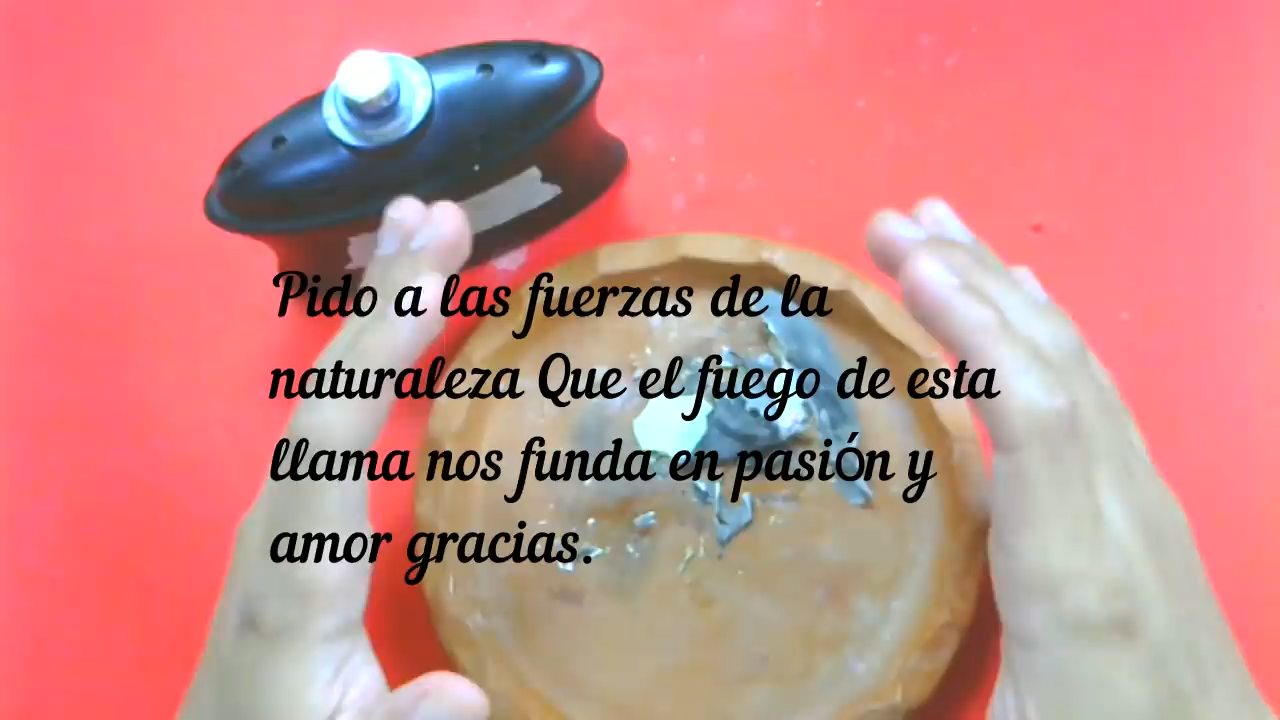 Pido a las fuerzas de la
naturaleza Que el fuego de esta
llama nos funda en pasión y
amor gracias.